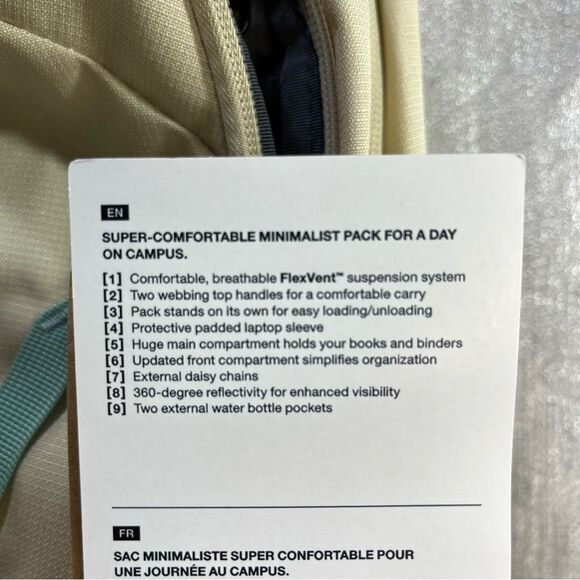 EN
SUPER-COMFORTABLE MINIMALIST PACK FOR A DAY
ON CAMPUS.
[1] Comfortable, breathable FlexVent™ suspension system
[2] Two webbing top handles for a comfortable carry
[3] Pack stands on its own for easy loading/unloading
[4] Protective padded laptop sleeve
[5] Huge main compartment holds your books and binders
[6] Updated front compartment simplifies organization
[7] External daisy chains
[8] 360-degree reflectivity for enhanced visibility
[9] Two external water bottle pockets
FR
SAC MINIMALISTE SUPER CONFORTABLE POUR
UNE JOURNÉE AU CAMPUS.